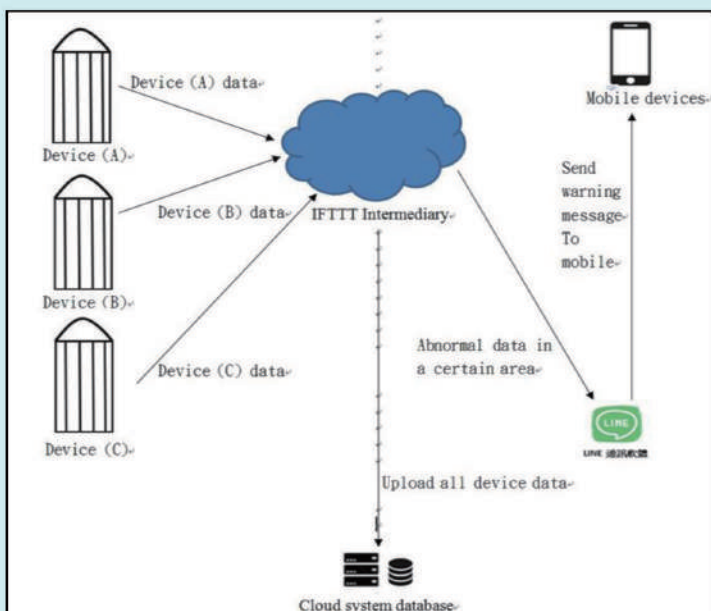 Device (A) data
Device (A)
Mobile devices
Device (B) data
IFTTT Intermediary
Send
warning
message
To
mobile
Device (B)
Device (C) data
Abnormal data in
a certain area
Device (C)
LINE
LINE 通訊軟體
Upload all device data
Cloud system database